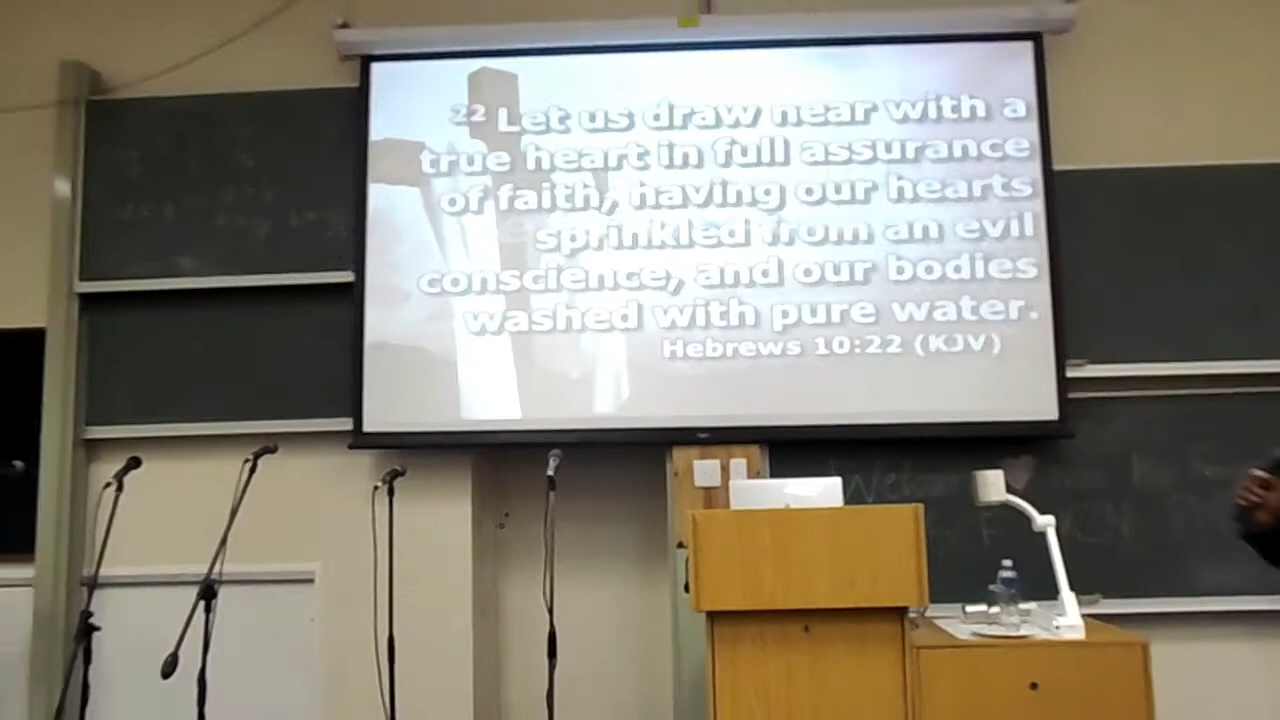 22 Let us draw near with a
true heart in full assurance
of faith, having our hearts
sprinkled from an evil
conscience, and our bodies
washed with pure water.
Hebrews 10:22 (KJV)